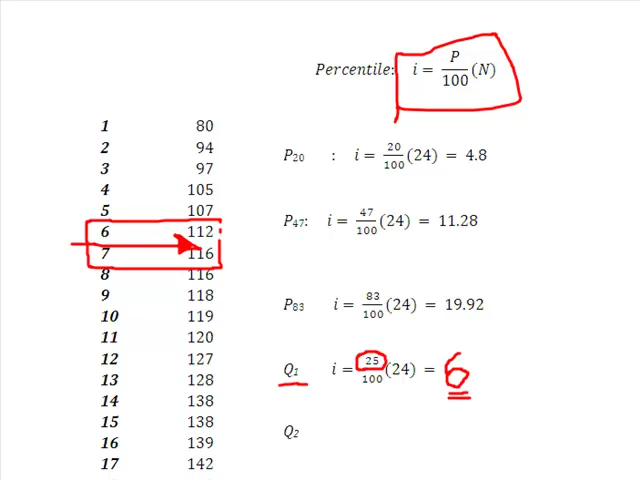 Percentile: i = P/100 (N)
1 80
2 94
3 97
4 105
5 107
6 112
7 116
8 116
9 118
10 119
11 120
12 127
13 128
14 138
15 138
16 139
17 142
P20 : i = 20/100 (24) = 4.8
P47: i = 47/100 (24) = 11.28
P83 i = 83/100 (24) = 19.92
Q1 i = 25/100 (24) = 6
Q2